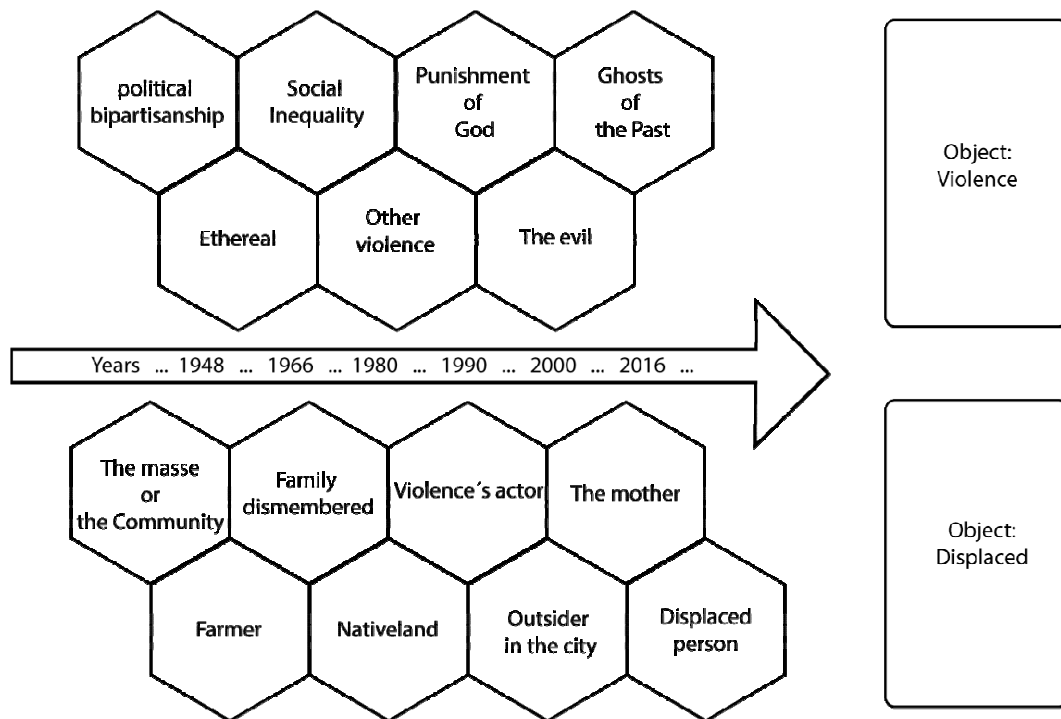 political
bipartisanship
Social
Inequality
Punishment
of
God
Ghosts
of
the Past
Object:
Violence
Ethereal
Other
violence
The evil
Years ... 1948 ... 1966 ... 1980 ... 1990 ... 2000 ... 2016 ...
The masse
or
the Community
Family
dismembered
Violence´s actor
The mother
Object:
Displaced
Farmer
Nativeland
Outsider
in the city
Displaced
person